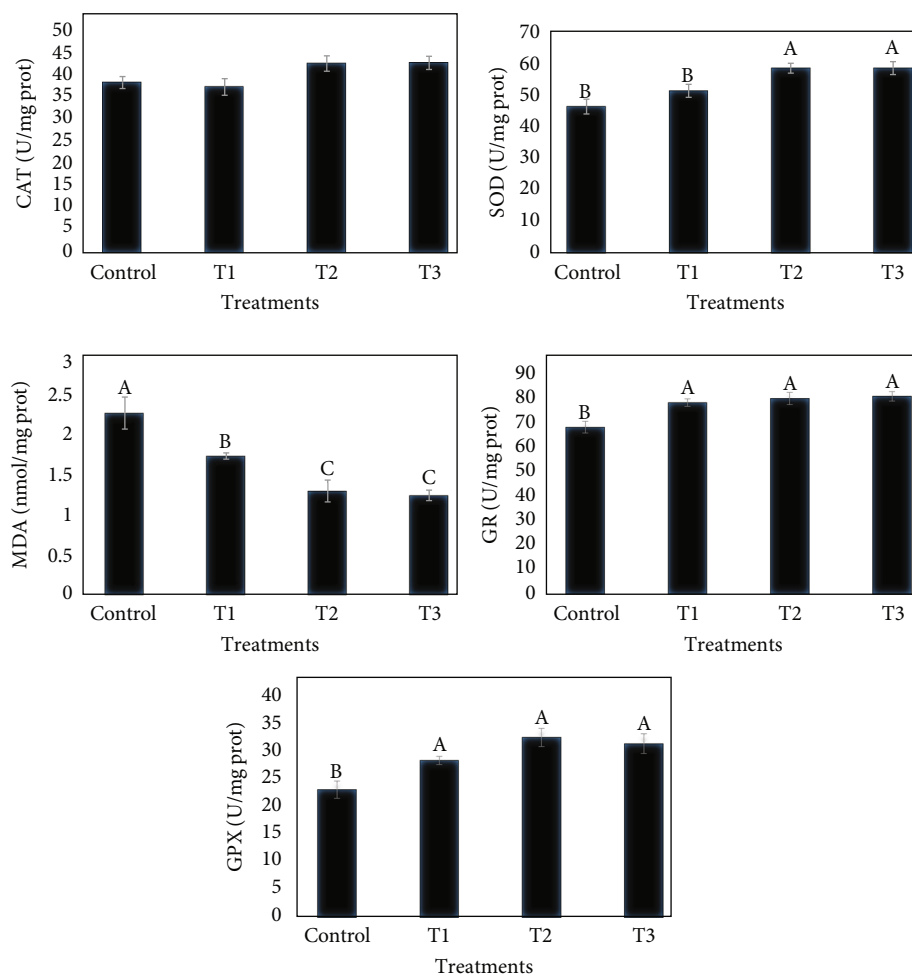 CAT (U/mg prot)
50
45
40
35
30
25
20
15
10
5
0
Control T1 T2 T3
Treatments
SOD (U/mg prot)
70
60
50
40
30
20
10
0
B B A A
Control T1 T2 T3
Treatments
MDA (nmol/mg prot)
3
2.5
2
1.5
1
0.5
0
A B C C
Control T1 T2 T3
Treatments
GR (U/mg prot)
90
80
70
60
50
40
30
20
10
0
B A A A
Control T1 T2 T3
Treatments
GPX (U/mg prot)
40
35
30
25
20
15
10
5
0
B A A A
Control T1 T2 T3
Treatments